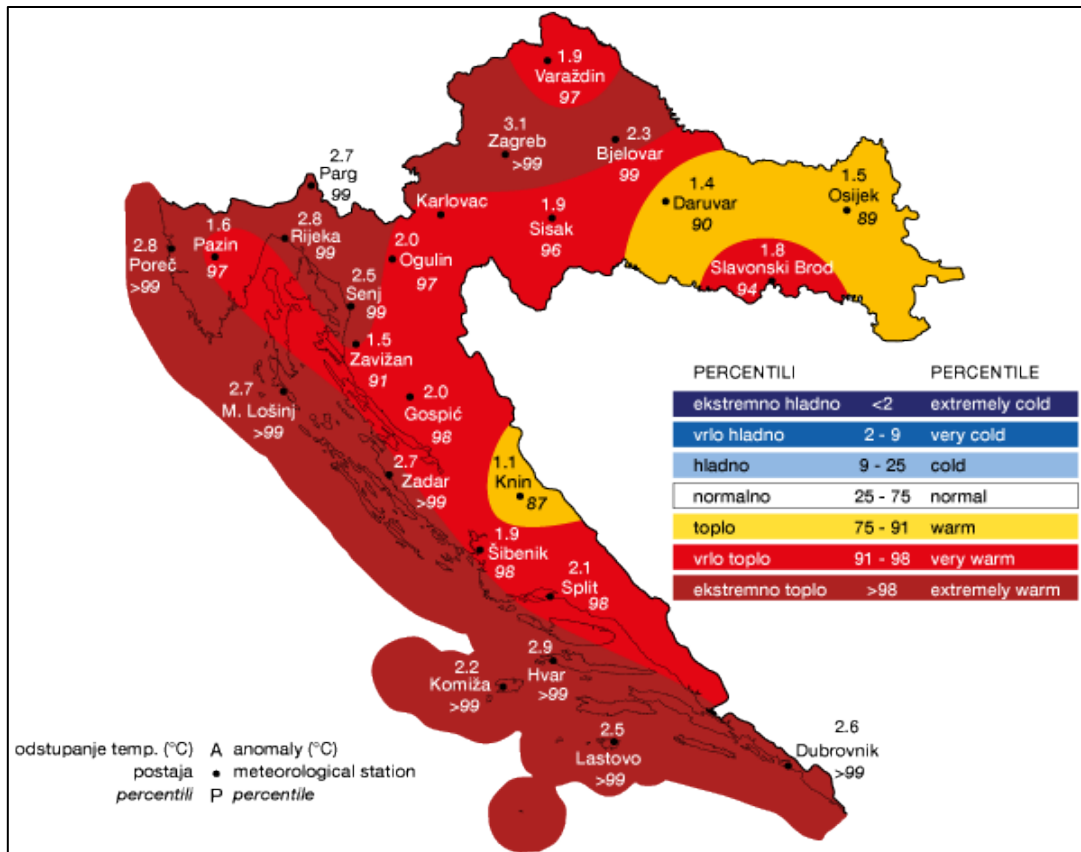 1.9
Varaždin
97
3.1
Zagreb
>99
2.3
Bjelovar
99
2.7
Parg
99
1.4
Daruvar
90
1.5
Osijek
89
Karlovac
1.9
Sisak
96
1.8
Slavonski Brod
94
2.8
Poreč
>99
1.6
Pazin
97
2.8
Rijeka
99
2.0
Ogulin
97
2.5
Senj
99
1.5
Zavižan
91
2.7
M. Lošinj
>99
2.0
Gospić
98
2.7
Zadar
>99
1.1
Knin
87
1.9
Šibenik
98
2.1
Split
98
2.2
Komiža
>99
2.9
Hvar
>99
2.5
Lastovo
>99
2.6
Dubrovnik
>99
PERCENTILI PERCENTILE
ekstremno hladno <2 extremely cold
vrlo hladno 2 - 9 very cold
hladno 9 - 25 cold
normalno 25 - 75 normal
toplo 75 - 91 warm
vrlo toplo 91 - 98 very warm
ekstremno toplo >98 extremely warm
odstupanje temp. (°C) A anomaly (°C)
postaja • meteorological station
percentili P percentile